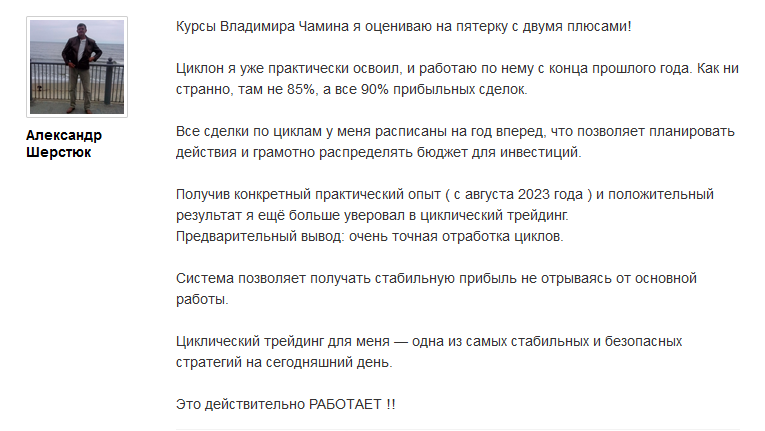 Курсы Владимира Чамина я оцениваю на пятерку с двумя плюсами!
Циклон я уже практически освоил, и работаю по нему с конца прошлого года. Как ни
странно, там не 85%, а все 90% прибыльных сделок.
Александр
Шерстюк
Все сделки по циклам у меня расписаны на год вперед, что позволяет планировать
действия и грамотно распределять бюджет для инвестиций.
Получив конкретный практический опыт ( с августа 2023 года ) и положительный
результат я ещё больше уверовал в циклический трейдинг.
Предварительный вывод: очень точная отработка циклов.
Система позволяет получать стабильную прибыль не отрываясь от основной
работы.
Циклический трейдинг для меня — одна из самых стабильных и безопасных
стратегий на сегодняшний день.
Это действительно РАБОТАЕТ !!